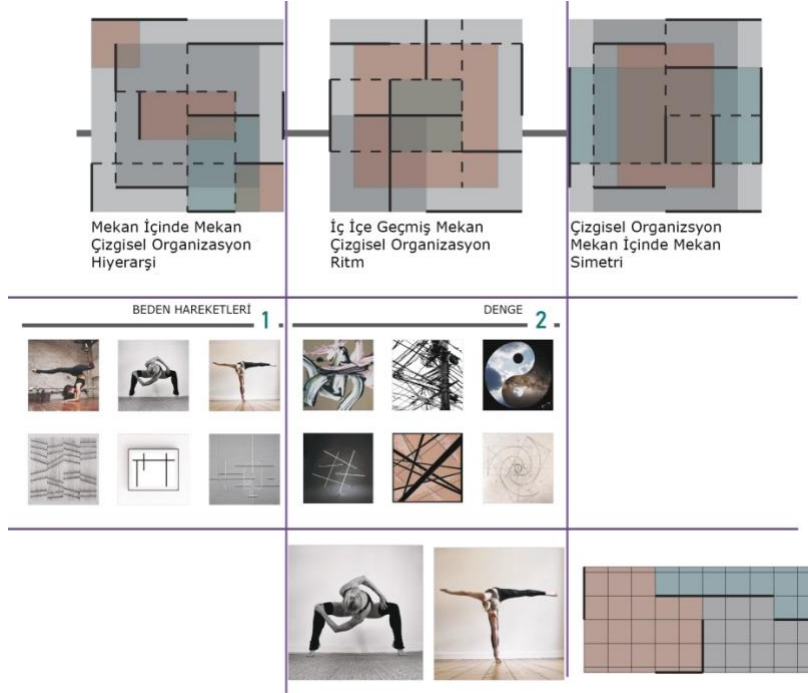 Mekan İçinde Mekan
Çizgisel Organizasyon
Hiyerarşi
İç İçe Geçmiş Mekan
Çizgisel Organizasyon
Ritm
Çizgisel Organizsyon
Mekan İçinde Mekan
Simetri
BEDEN HAREKETLERİ 1
DENGE 2